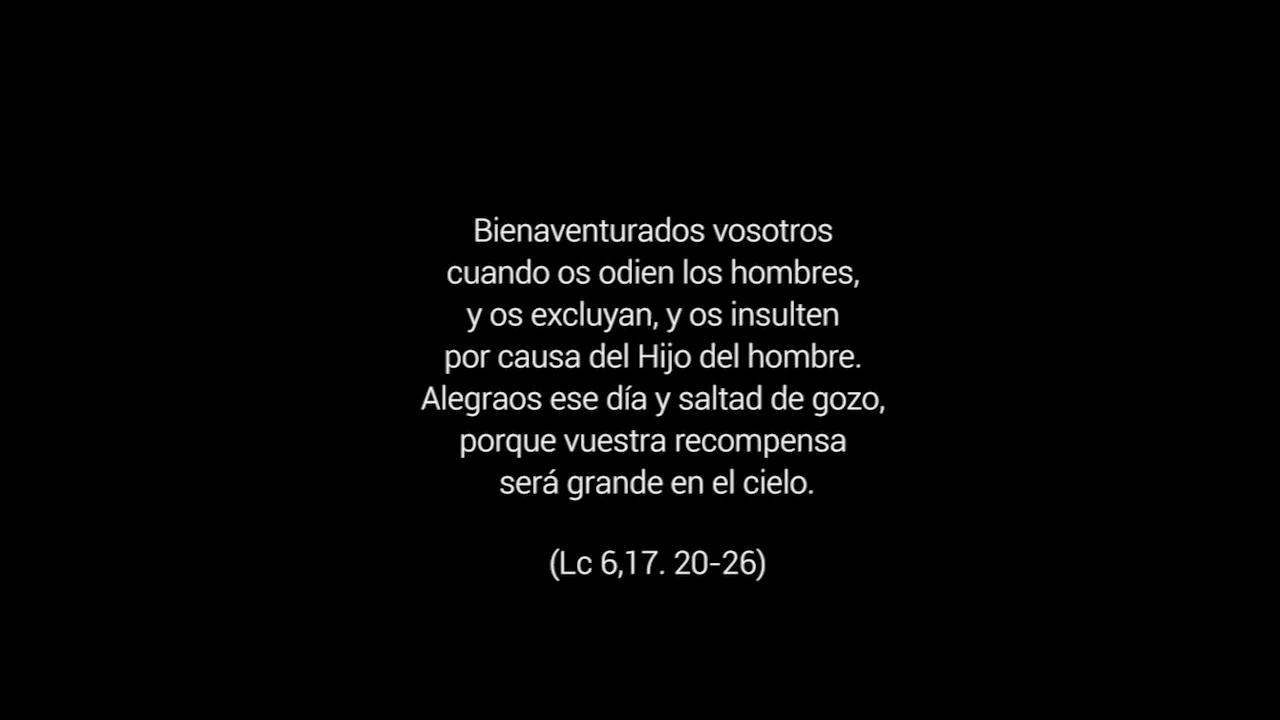 Bienaventurados vosotros
cuando os odien los hombres,
y os excluyan, y os insulten
por causa del Hijo del hombre.
Alegraos ese día y saltad de gozo,
porque vuestra recompensa
será grande en el cielo.
(Lc 6,17. 20-26)